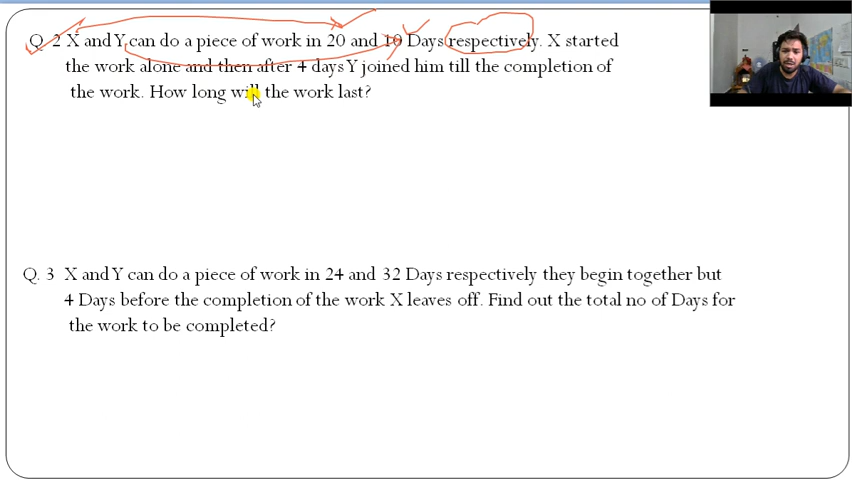 Q 2 X and Y can do a piece of work in 20 and 10 Days respectively. X started
the work alone and then after 4 days Y joined him till the completion of
the work. How long will the work last?
Q. 3 X and Y can do a piece of work in 24 and 32 Days respectively they begin together but
4 Days before the completion of the work X leaves off. Find out the total no of Days for
the work to be completed?